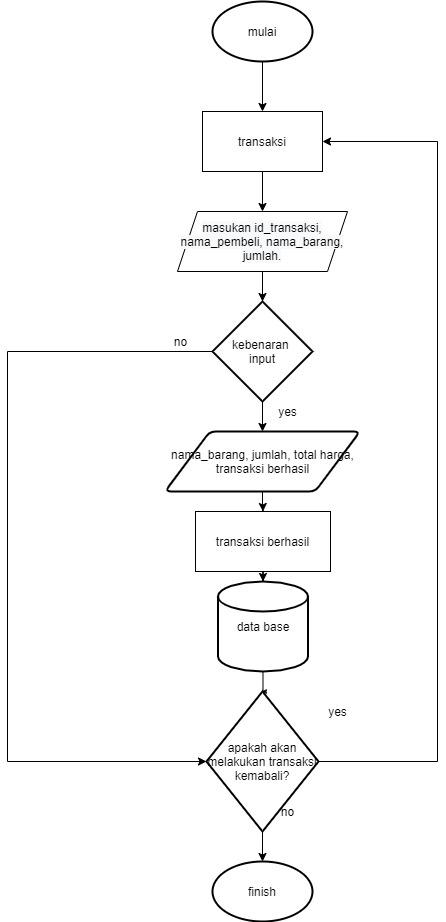 mulai
transaksi
masukan id_transaksi,
nama_pembeli, nama_barang,
jumlah.
no
kebenaran
input
yes
nama_barang, jumlah, total harga,
transaksi berhasil
transaksi berhasil
data base
yes
apakah akan
melakukan transaksi
kemabali?
no
finish